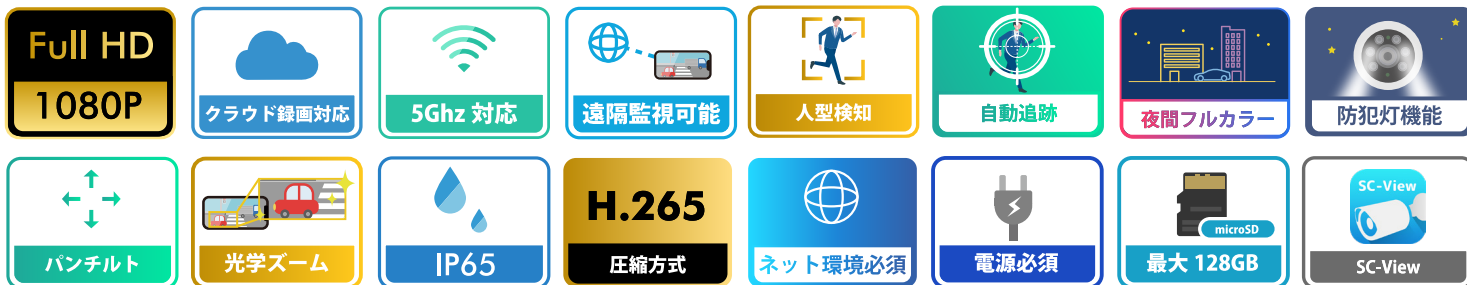 Full HD
1080P
クラウド録画対応
5Ghz 対応
遠隔監視可能
人型検知
自動追跡
夜間フルカラー
防犯灯機能
パンチルト
光学ズーム
IP65
H.265
圧縮方式
ネット環境必須
電源必須
microSD
最大 128GB
SC-View
SC-View